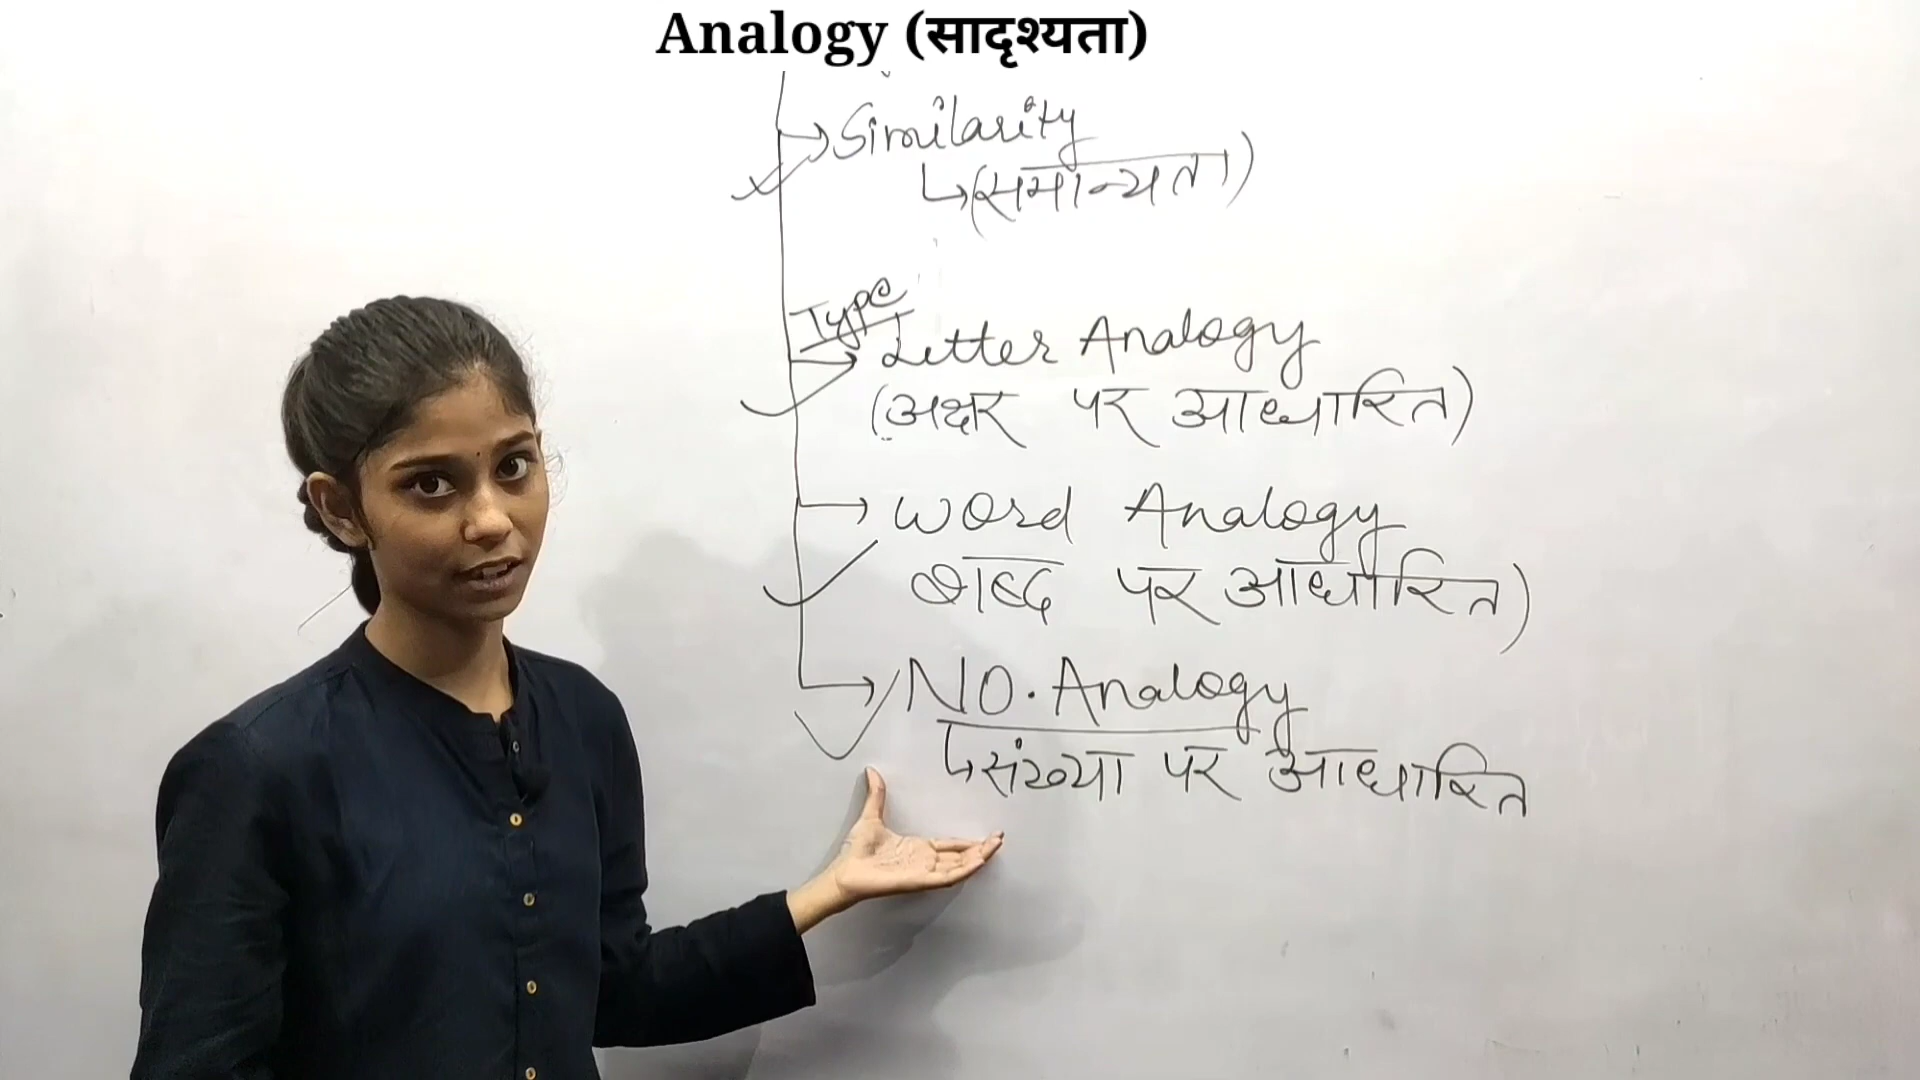 Analogy (सादृश्यता)
Similarity
(समान्यता)
Type
Letter Analogy
(अक्षर पर आधारित)
Word Analogy
शब्द पर आधारित)
NO. Analogy
संख्या पर आधारित